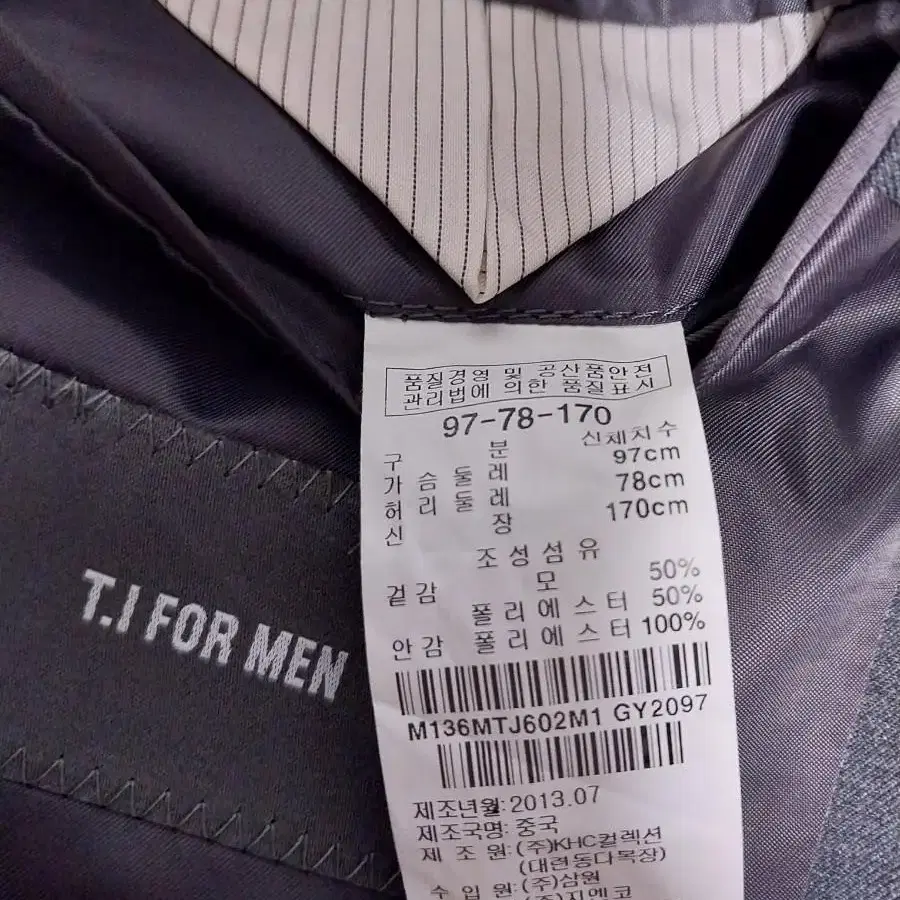 품질경영 및 공산품안전
관리법에 의한 품질표시
97-78-170
구 분 신체치수
가 슴 둘 레 97cm
허 리 둘 레 78cm
신 장 170cm
조성섬유
겉감 모 50%
폴리에스터 50%
안감 폴리에스터 100%
M136MTJ602M1 GY2097
제조년월:2013.07
제조국명:중국
제 조 원:(주)KHC컬렉션
(대련동다복장)
수 입 원:(주)삼원
(주)지엔코
T.I FOR MEN